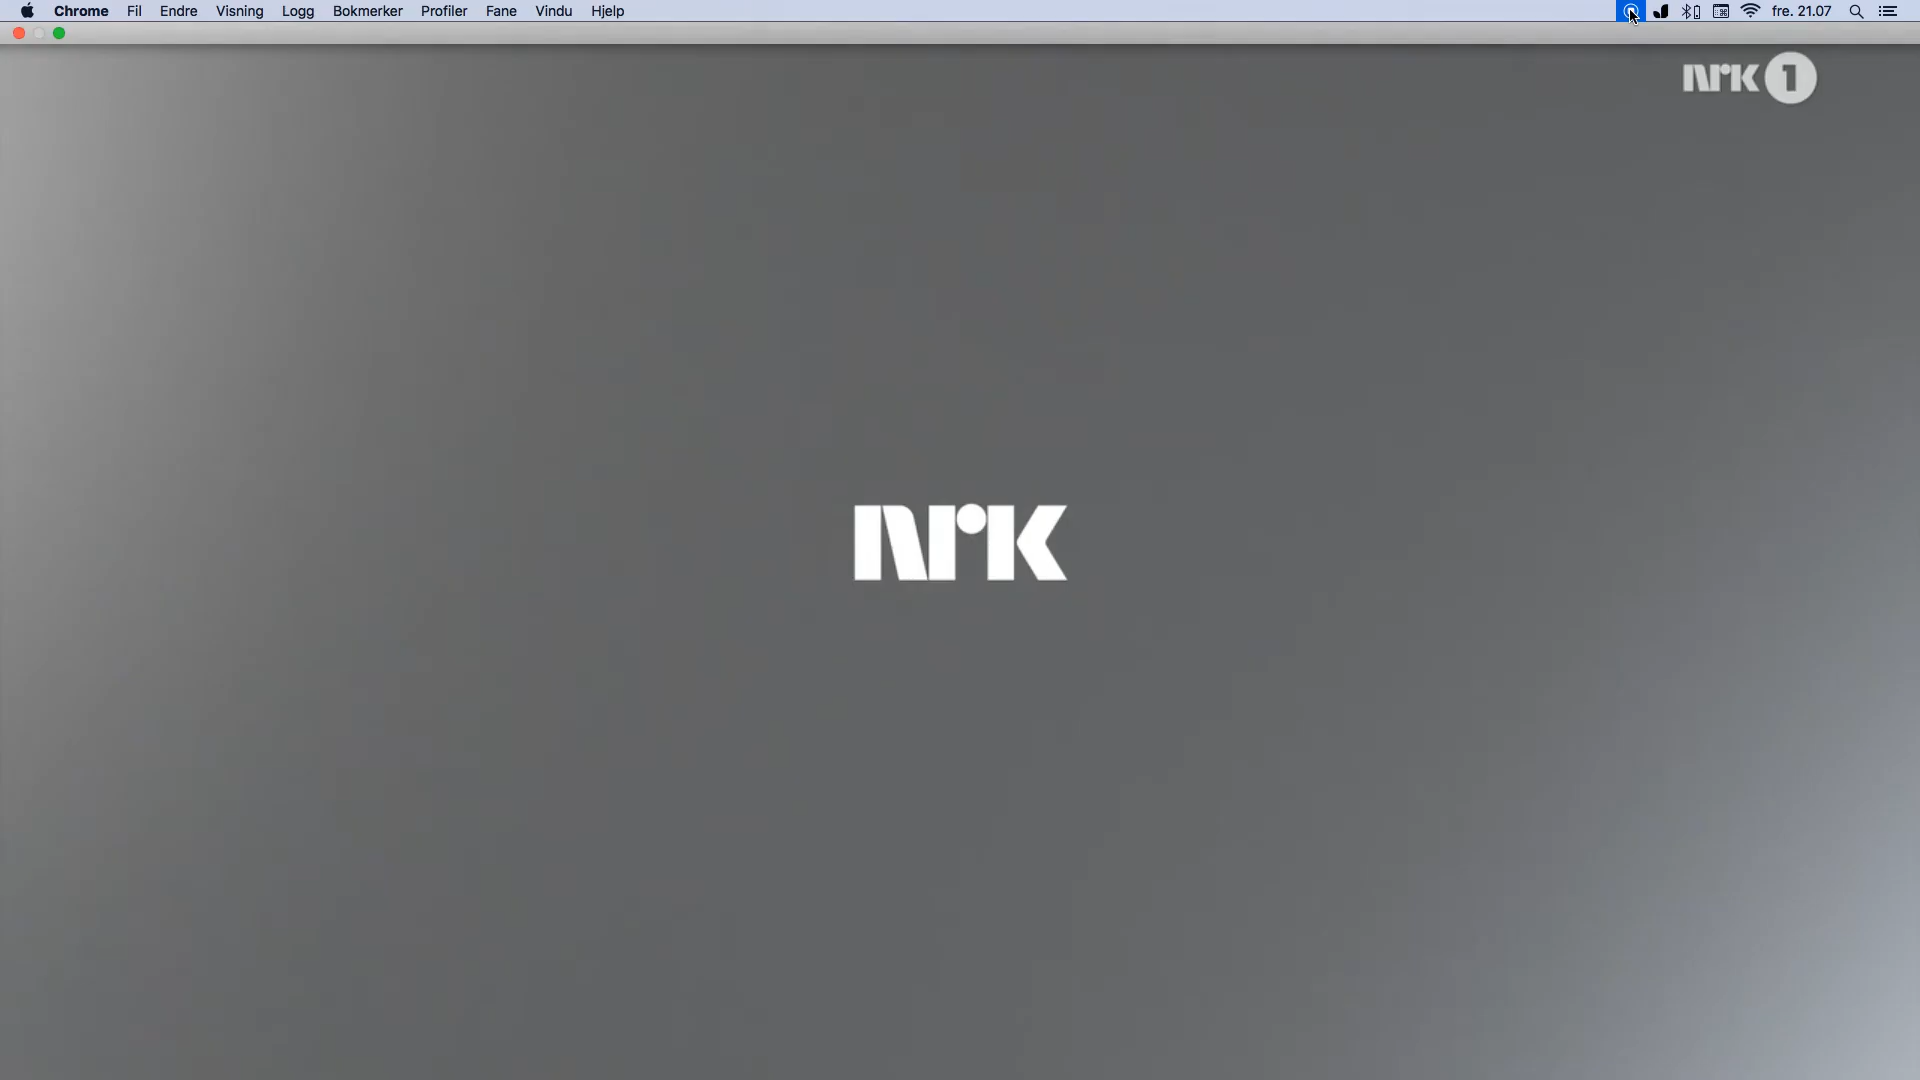 Chrome Fil Endre Visning Logg Bokmerker Profiler Fane Vindu Hjelp fre. 21.07
NRK 1
NRK